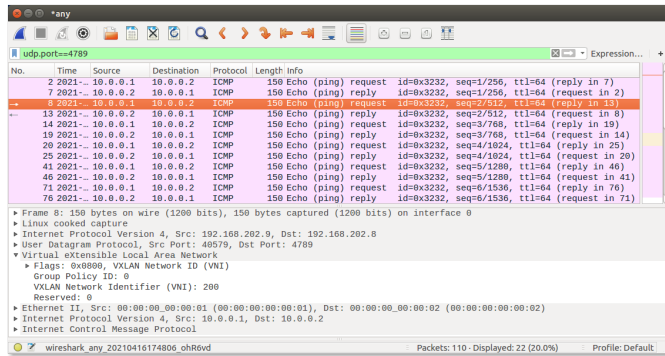 *any
udp.port==4789 Expression... +
No. Time Source Destination Protocol Length Info
2 2021-… 10.0.0.1 10.0.0.2 ICMP 150 Echo (ping) request id=0x3232, seq=1/256, ttl=64 (reply in 7)
7 2021-… 10.0.0.2 10.0.0.1 ICMP 150 Echo (ping) reply id=0x3232, seq=1/256, ttl=64 (request in 2)
8 2021-… 10.0.0.1 10.0.0.2 ICMP 150 Echo (ping) request id=0x3232, seq=2/512, ttl=64 (reply in 13)
13 2021-… 10.0.0.2 10.0.0.1 ICMP 150 Echo (ping) reply id=0x3232, seq=2/512, ttl=64 (request in 8)
14 2021-… 10.0.0.1 10.0.0.2 ICMP 150 Echo (ping) request id=0x3232, seq=3/768, ttl=64 (reply in 19)
19 2021-… 10.0.0.2 10.0.0.1 ICMP 150 Echo (ping) reply id=0x3232, seq=3/768, ttl=64 (request in 14)
20 2021-… 10.0.0.1 10.0.0.2 ICMP 150 Echo (ping) request id=0x3232, seq=4/1024, ttl=64 (reply in 25)
25 2021-… 10.0.0.2 10.0.0.1 ICMP 150 Echo (ping) reply id=0x3232, seq=4/1024, ttl=64 (request in 20)
41 2021-… 10.0.0.1 10.0.0.2 ICMP 150 Echo (ping) request id=0x3232, seq=5/1280, ttl=64 (reply in 46)
46 2021-… 10.0.0.2 10.0.0.1 ICMP 150 Echo (ping) reply id=0x3232, seq=5/1280, ttl=64 (request in 41)
71 2021-… 10.0.0.1 10.0.0.2 ICMP 150 Echo (ping) request id=0x3232, seq=6/1536, ttl=64 (reply in 76)
76 2021-… 10.0.0.2 10.0.0.1 ICMP 150 Echo (ping) reply id=0x3232, seq=6/1536, ttl=64 (request in 71)
Frame 8: 150 bytes on wire (1200 bits), 150 bytes captured (1200 bits) on interface 0
Linux cooked capture
Internet Protocol Version 4, Src: 192.168.202.9, Dst: 192.168.202.8
User Datagram Protocol, Src Port: 40579, Dst Port: 4789
Virtual eXtensible Local Area Network
Flags: 0x0800, VXLAN Network ID (VNI)
Group Policy ID: 0
VXLAN Network Identifier (VNI): 200
Reserved: 0
Ethernet II, Src: 00:00:00_00:00:01 (00:00:00:00:00:01), Dst: 00:00:00_00:00:02 (00:00:00:00:00:02)
Internet Protocol Version 4, Src: 10.0.0.1, Dst: 10.0.0.2
Internet Control Message Protocol
wireshark_any_20210416174806_ohR6vd Packets: 110 · Displayed: 22 (20.0%) Profile: Default